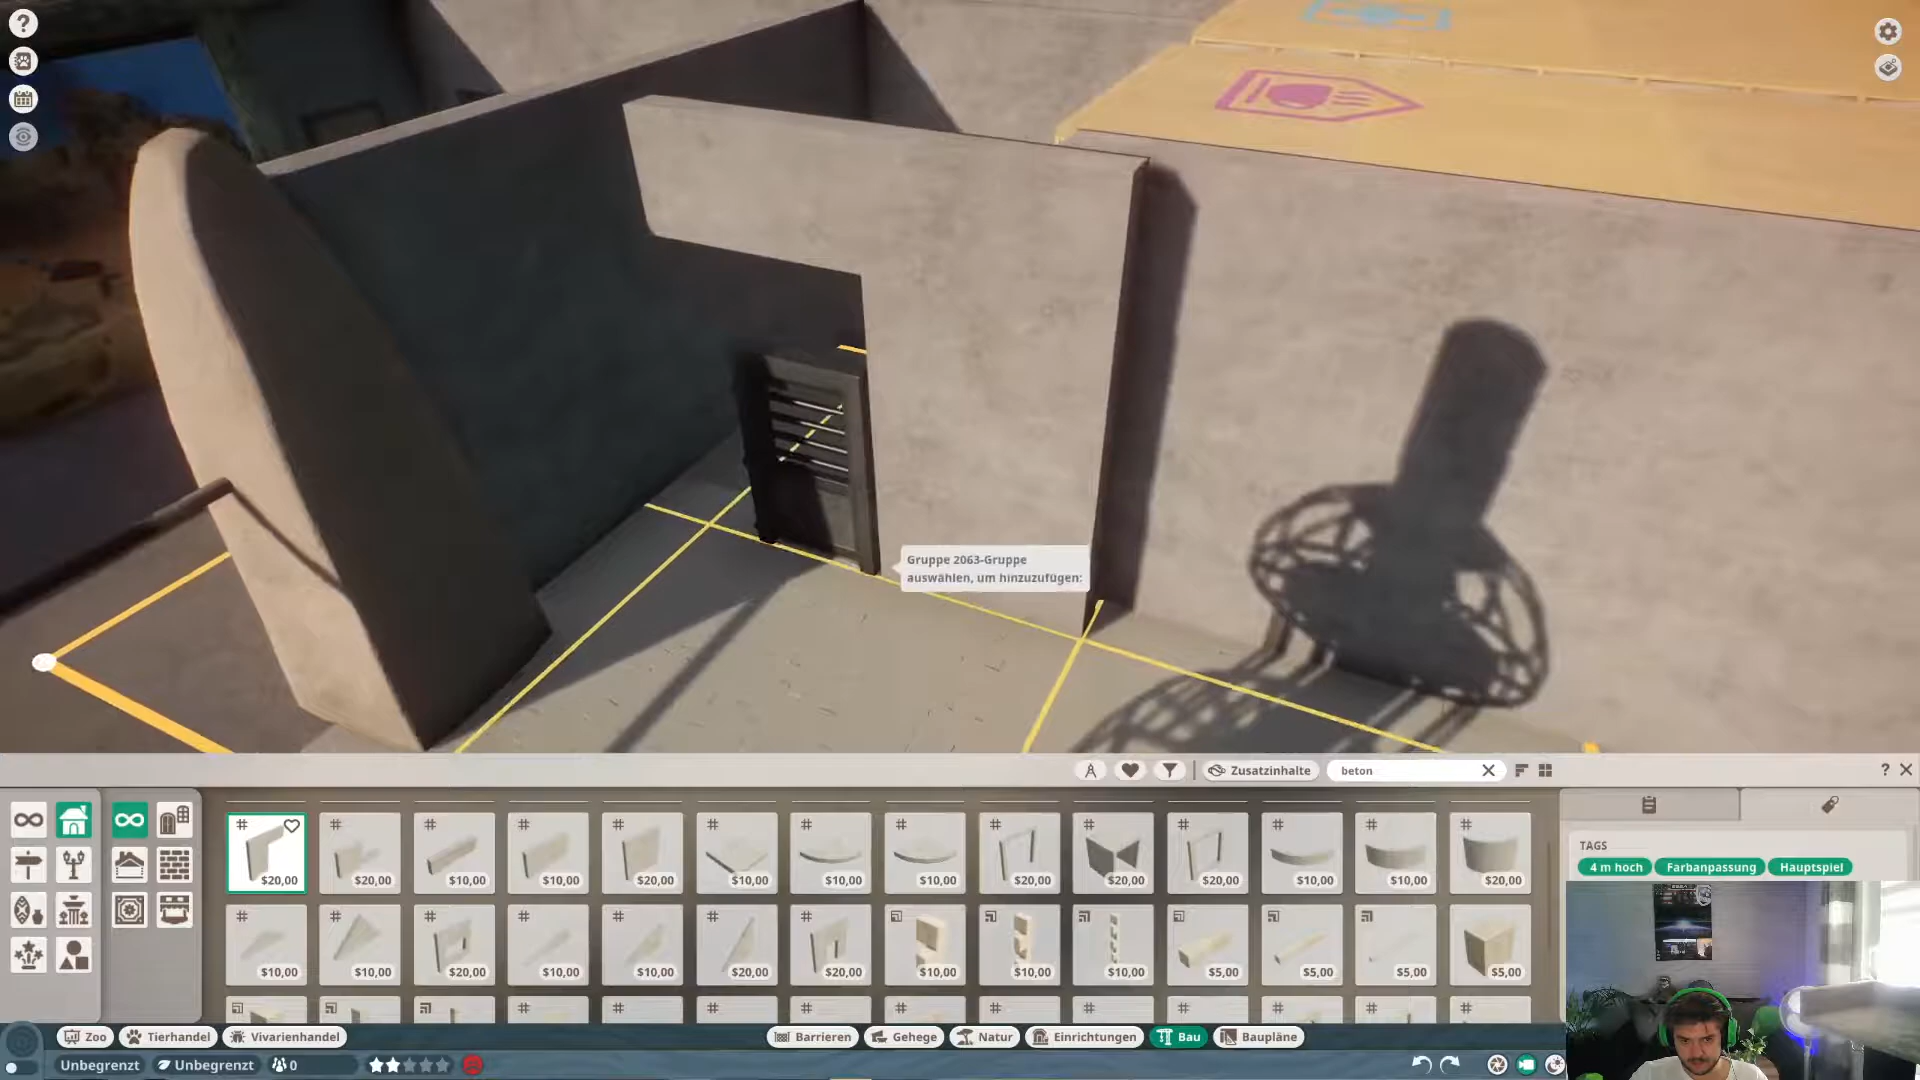 Gruppe 2063-Gruppe
auswählen, um hinzuzufügen:
Zusatzinhalte
beton
?
TAGS
4 m hoch
Farbanpassung
Hauptspiel
$20,00
$20,00
$10,00
$10,00
$20,00
$10,00
$10,00
$10,00
$20,00
$20,00
$20,00
$10,00
$10,00
$20,00
$10,00
$10,00
$20,00
$10,00
$10,00
$20,00
$20,00
$10,00
$10,00
$10,00
$5,00
$5,00
$5,00
$5,00
Zoo
Tierhandel
Vivarienhandel
Barrieren
Gehege
Natur
Einrichtungen
Bau
Baupläne
Unbegrenzt
Unbegrenzt
0